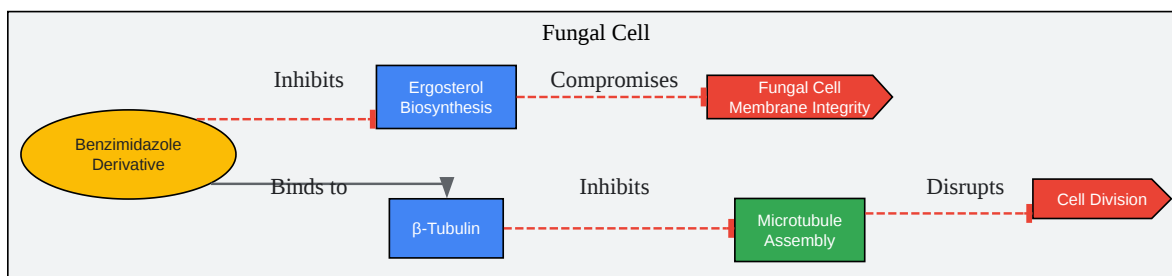 Fungal Cell
Inhibits
Ergosterol
Biosynthesis
Compromises
Fungal Cell
Membrane Integrity
Benzimidazole
Derivative
Binds to
β-Tubulin
Inhibits
Microtubule
Assembly
Disrupts
Cell Division